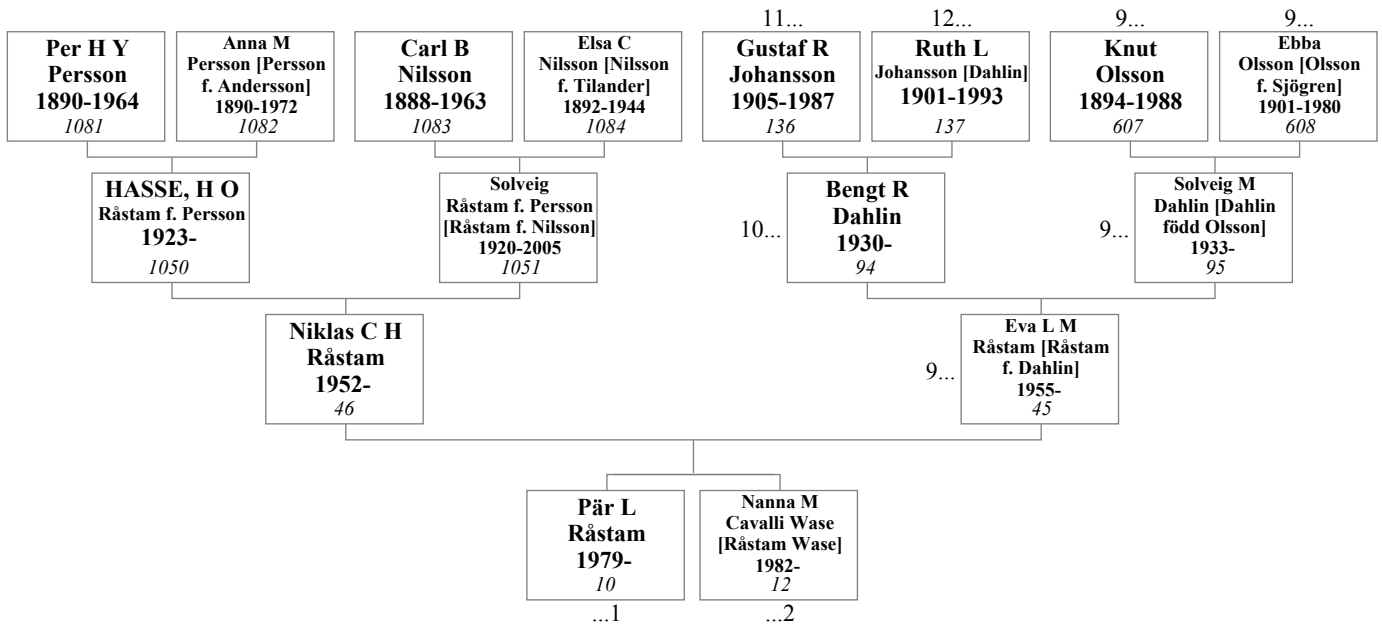 11...
12...
9...
9...
Per H Y
Persson
1890-1964
1081
Anna M
Persson [Persson
f. Andersson]
1890-1972
1082
Carl B
Nilsson
1888-1963
1083
Elsa C
Nilsson [Nilsson
f. Tilander]
1892-1944
1084
Gustaf R
Johansson
1905-1987
136
Ruth L
Johansson [Dahlin]
1901-1993
137
Knut
Olsson
1894-1988
607
Ebba
Olsson [Olsson
f. Sjögren]
1901-1980
608
HASSE, H O
Råstam f. Persson
1923-
1050
Solveig
Råstam f. Persson
[Råstam f. Nilsson]
1920-2005
1051
10...
Bengt R
Dahlin
1930-
94
9...
Solveig M
Dahlin [Dahlin
född Olsson]
1933-
95
Niklas C H
Råstam
1952-
46
9...
Eva L M
Råstam [Råstam
f. Dahlin]
1955-
45
Pär L
Råstam
1979-
10
...1
Nanna M
Cavalli Wase
[Råstam Wase]
1982-
12
...2